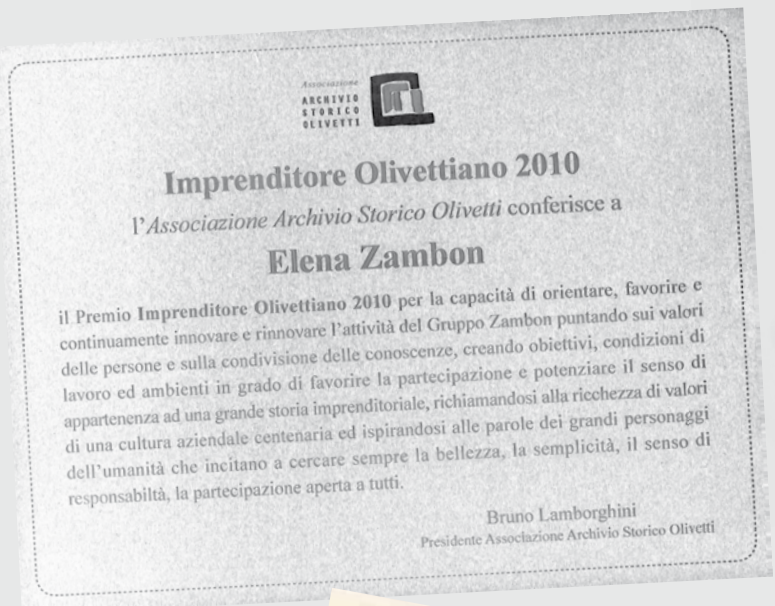 Associazione
ARCHIVIO
STORICO
OLIVETTI
Imprenditore Olivettiano 2010
l'Associazione Archivio Storico Olivetti conferisce a
Elena Zambon
il Premio Imprenditore Olivettiano 2010 per la capacità di orientare, favorire e
continuamente innovare e rinnovare l'attività del Gruppo Zambon puntando sui valori
delle persone e sulla condivisione delle conoscenze, creando obiettivi, condizioni di
lavoro ed ambienti in grado di favorire la partecipazione e potenziare il senso di
appartenenza ad una grande storia imprenditoriale, richiamandosi alla ricchezza di valori
di una cultura aziendale centenaria ed ispirandosi alle parole dei grandi personaggi
dell'umanità che incitano a cercare sempre la bellezza, la semplicità, il senso di
responsabiltà, la partecipazione aperta a tutti.
Bruno Lamborghini
Presidente Associazione Archivio Storico Olivetti